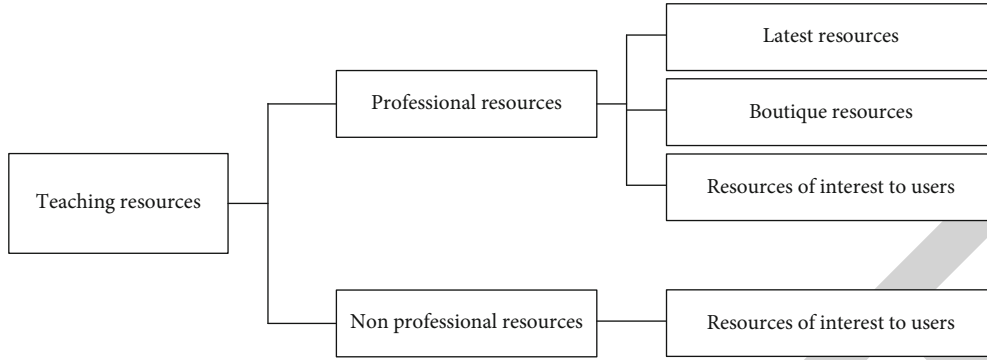 Teaching resources
Professional resources
Latest resources
Boutique resources
Resources of interest to users
Non professional resources
Resources of interest to users